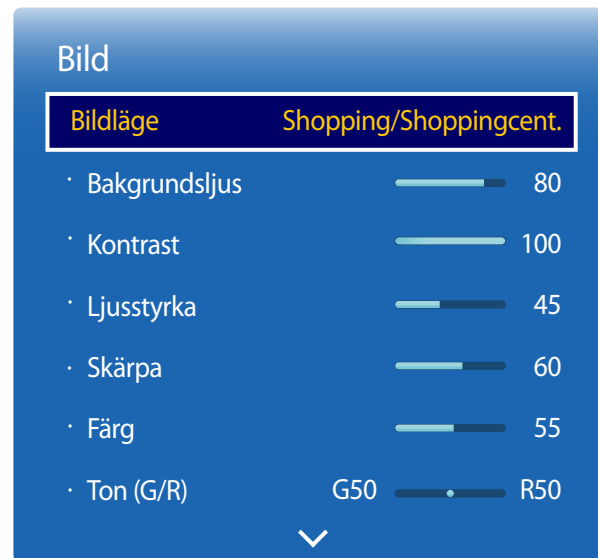 Bild
Bildläge Shopping/Shoppingcent.
· Bakgrundsljus 80
· Kontrast 100
· Ljusstyrka 45
· Skärpa 60
· Färg 55
· Ton (G/R) G50 R50